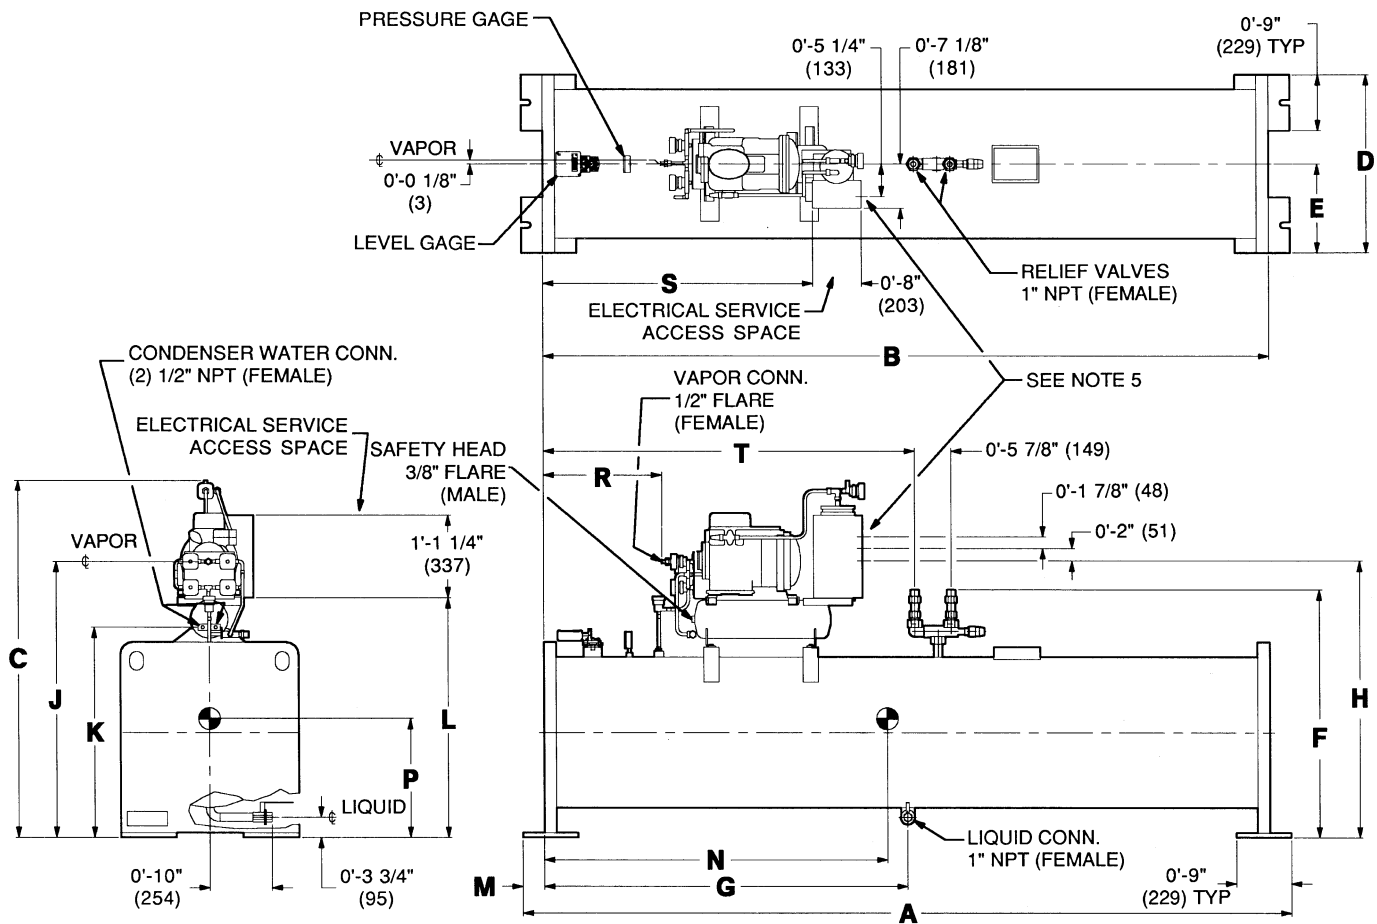 PRESSURE GAGE
0'-5 1/4"
(133)
0'-7 1/8"
(181)
0'-9"
(229) TYP
℄
VAPOR
0'-0 1/8"
(3)
LEVEL GAGE
D
E
S
0'-8"
(203)
ELECTRICAL SERVICE
ACCESS SPACE
RELIEF VALVES
1" NPT (FEMALE)
B
CONDENSER WATER CONN.
(2) 1/2" NPT (FEMALE)
ELECTRICAL SERVICE
ACCESS SPACE
SAFETY HEAD
3/8" FLARE
(MALE)
VAPOR CONN.
1/2" FLARE
(FEMALE)
SEE NOTE 5
T
0'-5 7/8" (149)
R
0'-1 7/8" (48)
0'-2" (51)
VAPOR
℄
1'-1 1/4"
(337)
C
J
K
L
P
H
F
LIQUID
℄
0'-10"
(254)
0'-3 3/4"
(95)
LIQUID CONN.
1" NPT (FEMALE)
N
M
G
0'-9"
(229) TYP
A